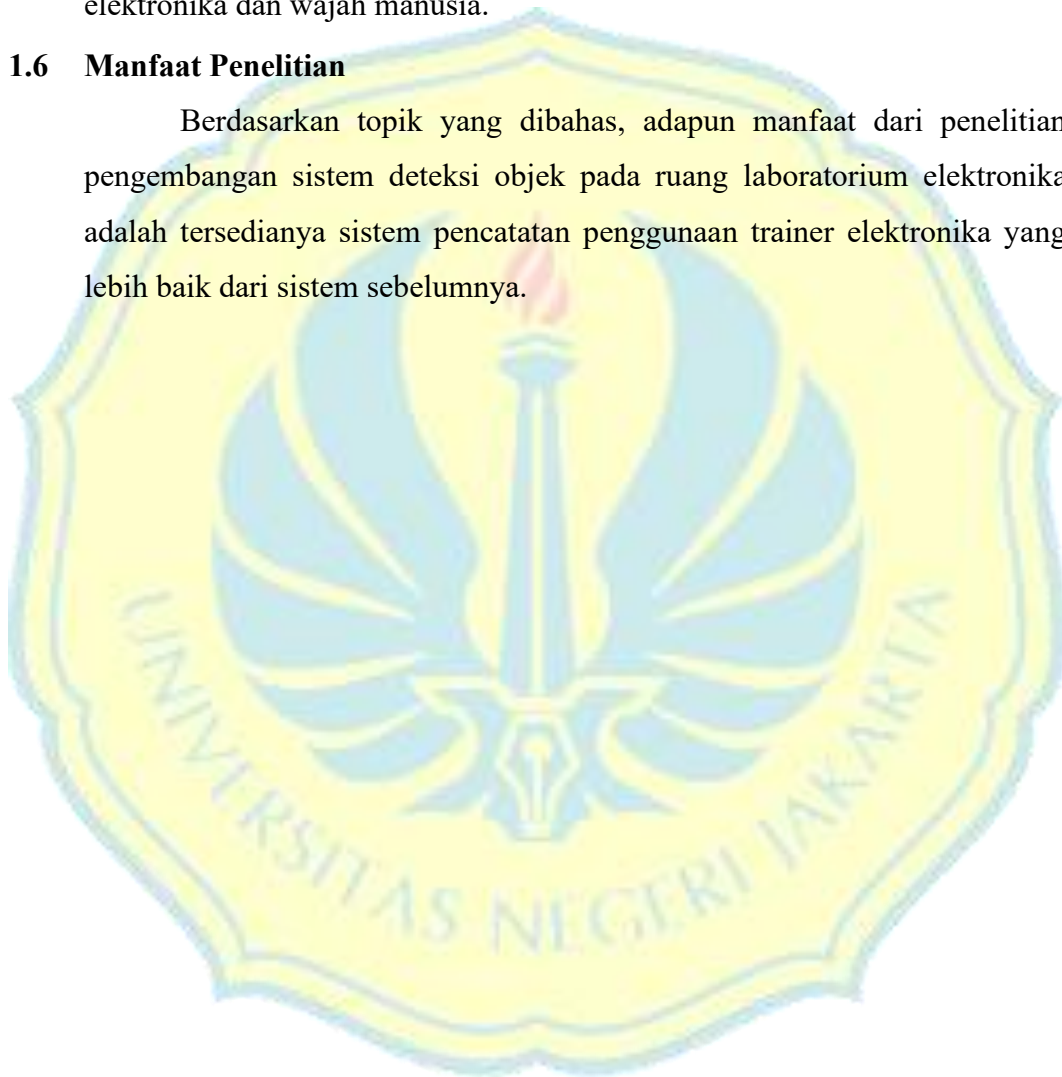 elektronika dan wajah manusia.
1.6 Manfaat Penelitian
Berdasarkan topik yang dibahas, adapun manfaat dari penelitian
pengembangan sistem deteksi objek pada ruang laboratorium elektronika
adalah tersedianya sistem pencatatan penggunaan trainer elektronika yang
lebih baik dari sistem sebelumnya.
UNIVERSITAS NEGERI JAKARTA